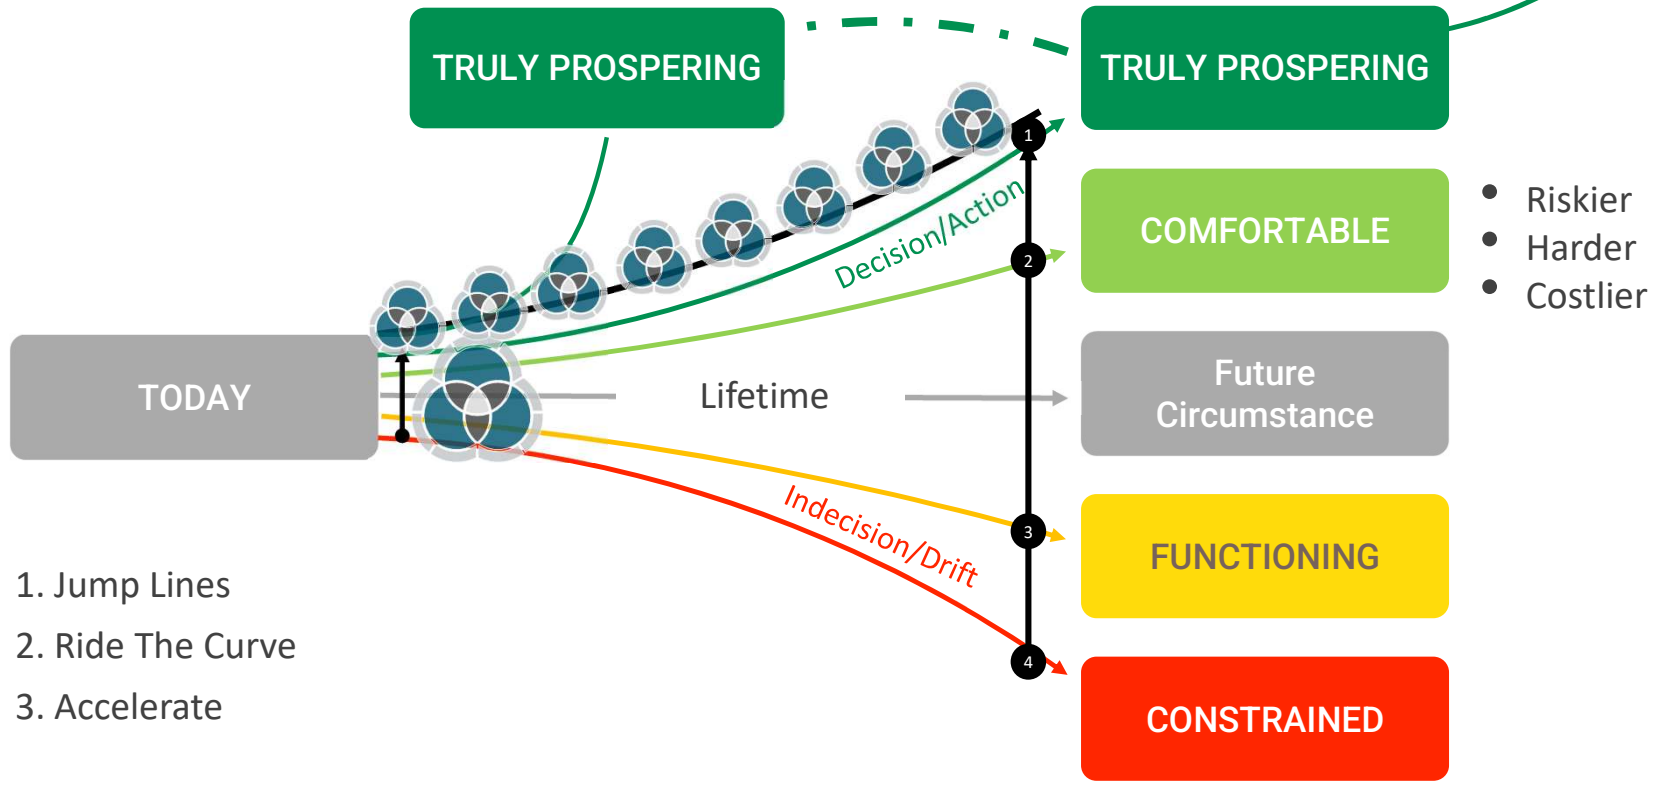 TRULY PROSPERING
TRULY PROSPERING
1
Decision/Action
COMFORTABLE
2
• Riskier
• Harder
• Costlier
TODAY
Lifetime
Future
Circumstance
Indecision/Drift
3
FUNCTIONING
1. Jump Lines
2. Ride The Curve
3. Accelerate
4
CONSTRAINED